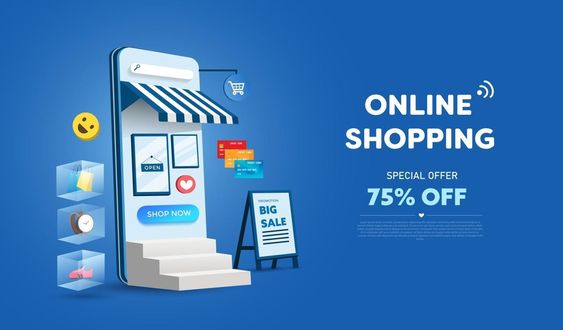 ONLINE
SHOPPING
SPECIAL OFFER
75% OFF
OPEN
SHOP NOW
PROMOTION
BIG
SALE